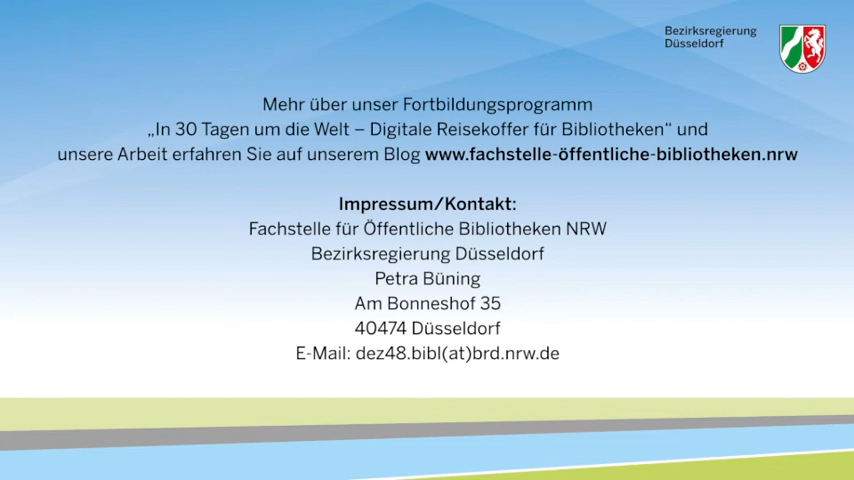 Bezirksregierung
Düsseldorf
Mehr über unser Fortbildungsprogramm
„In 30 Tagen um die Welt – Digitale Reisekoffer für Bibliotheken“ und
unsere Arbeit erfahren Sie auf unserem Blog www.fachstelle-öffentliche-bibliotheken.nrw
Impressum/Kontakt:
Fachstelle für Öffentliche Bibliotheken NRW
Bezirksregierung Düsseldorf
Petra Büning
Am Bonneshof 35
40474 Düsseldorf
E-Mail: dez48.bibl(at)brd.nrw.de